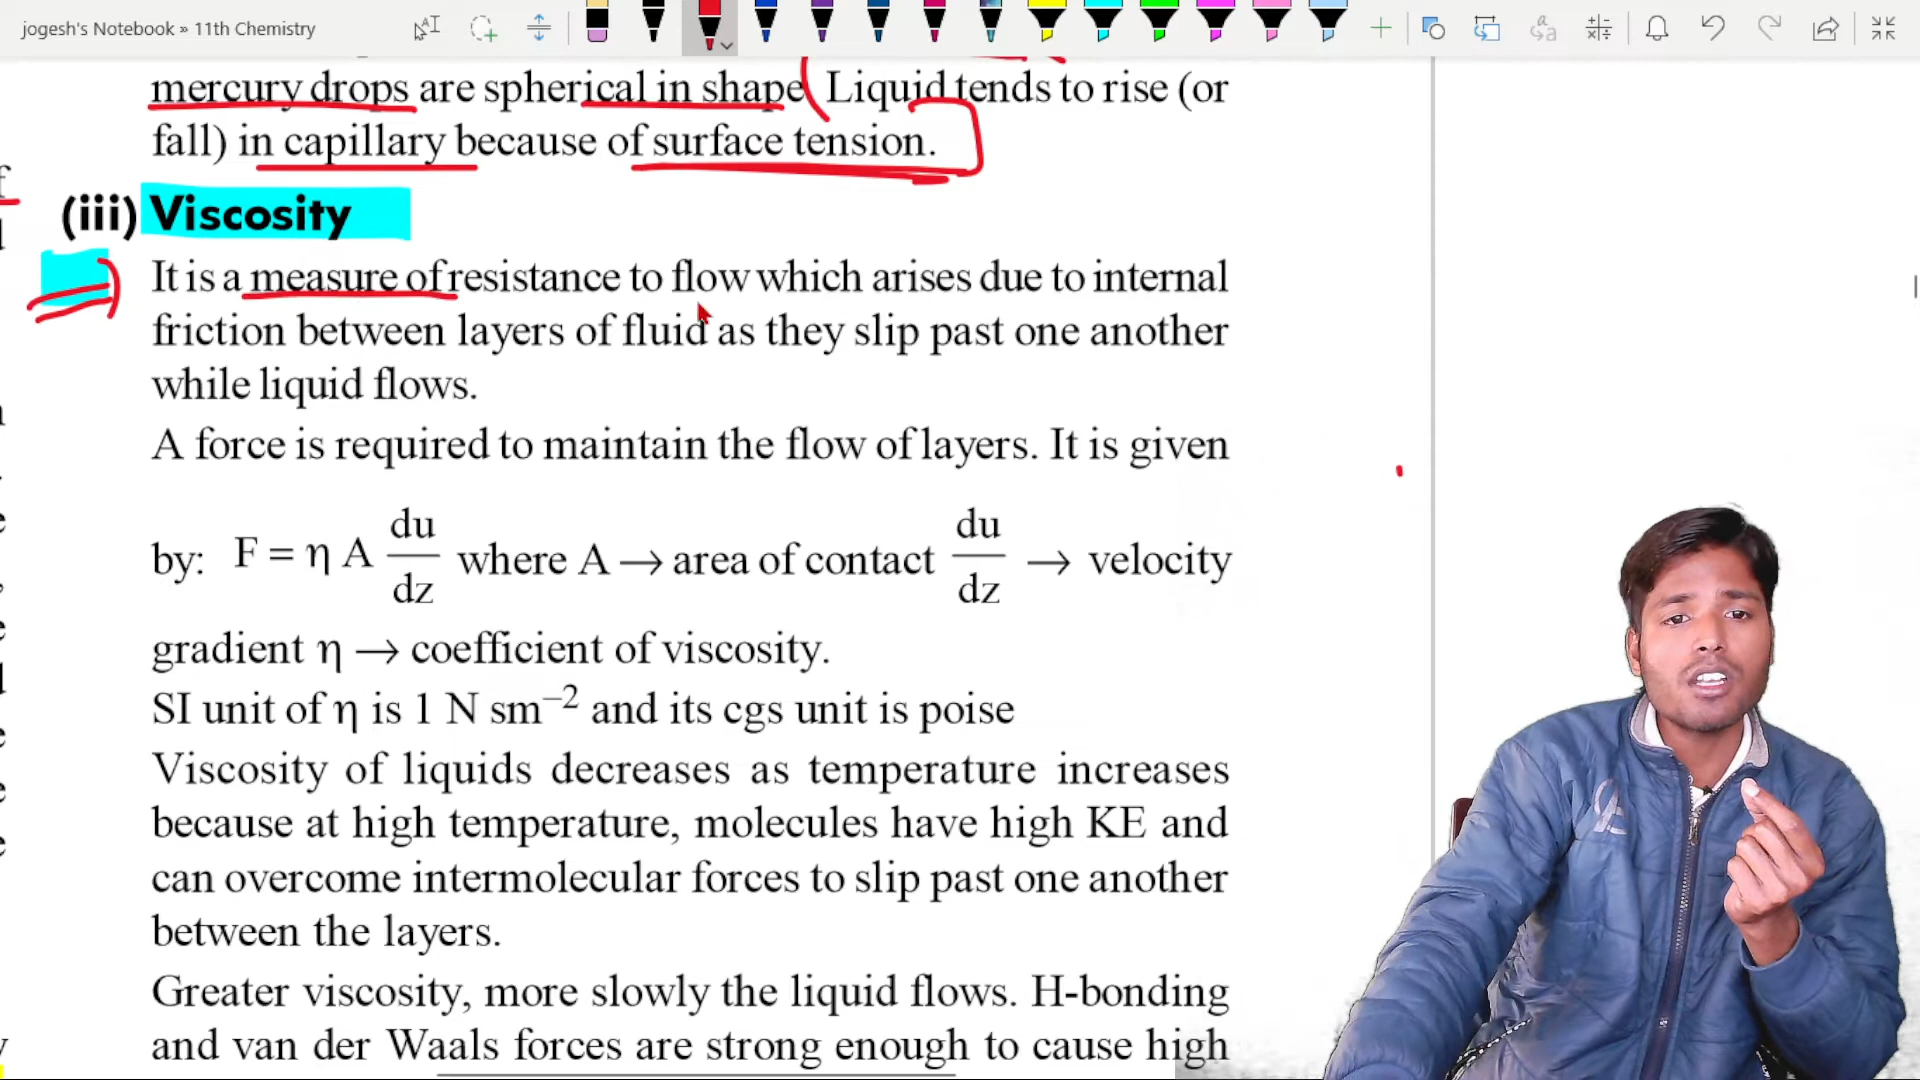 jogesh's Notebook » 11th Chemistry
mercury drops are spherical in shape Liquid tends to rise (or
fall) in capillary because of surface tension.
(iii) Viscosity
It is a measure of resistance to flow which arises due to internal
friction between layers of fluid as they slip past one another
while liquid flows.
A force is required to maintain the flow of layers. It is given
by: F = η A du/dz where A → area of contact du/dz → velocity
gradient η → coefficient of viscosity.
SI unit of η is 1 N sm⁻² and its cgs unit is poise
Viscosity of liquids decreases as temperature increases
because at high temperature, molecules have high KE and
can overcome intermolecular forces to slip past one another
between the layers.
Greater viscosity, more slowly the liquid flows. H-bonding
and van der Waals forces are strong enough to cause high